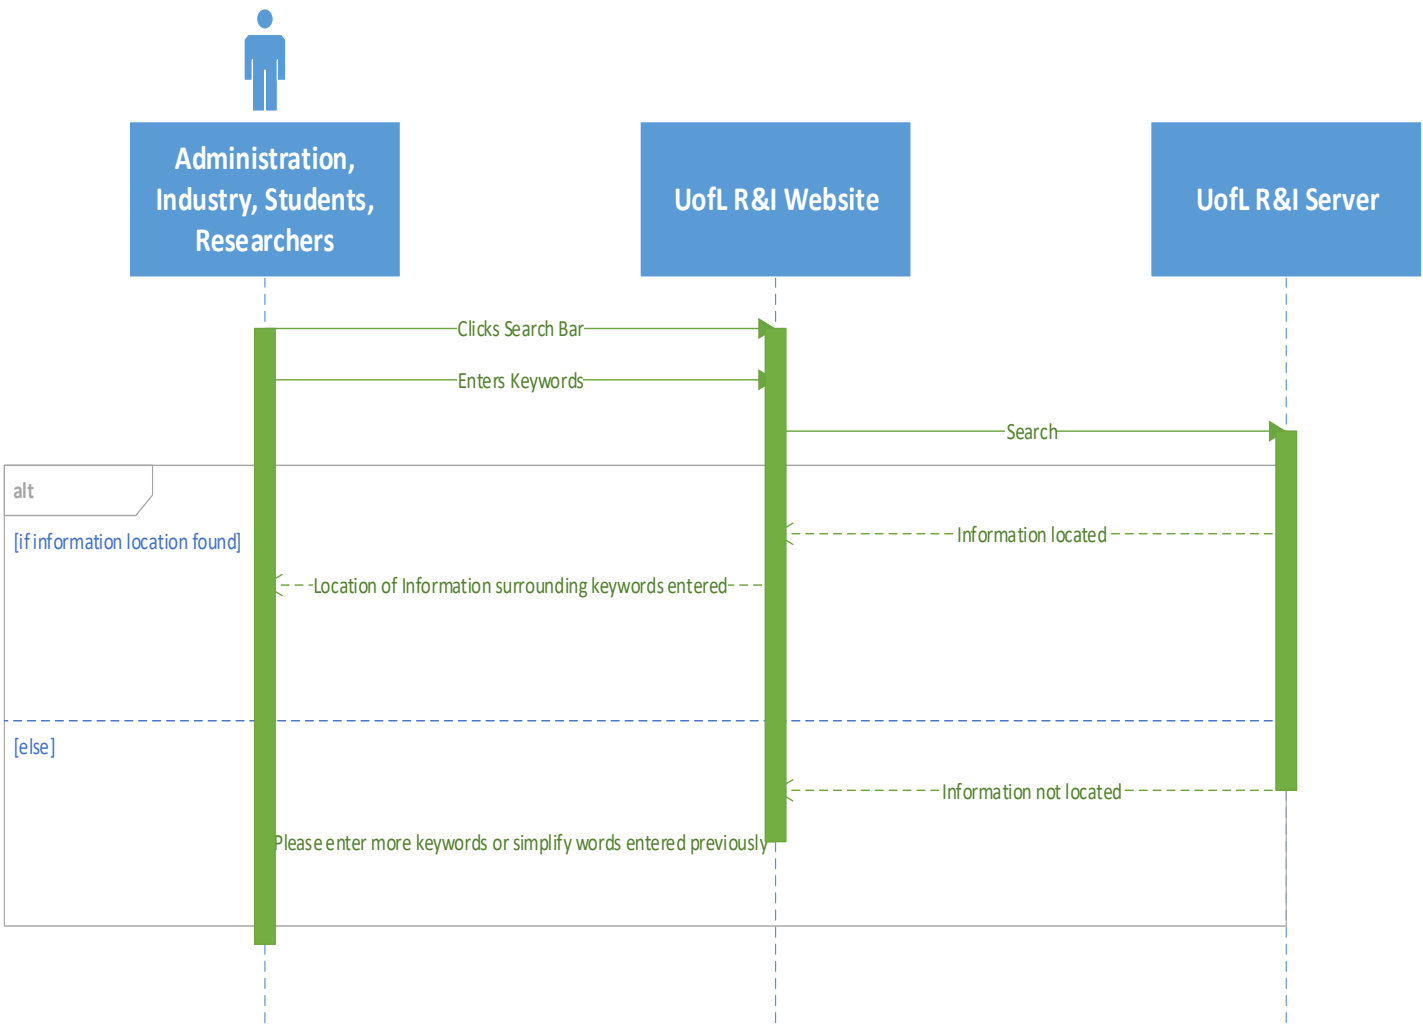 Administration,
Industry, Students,
Researchers
UofL R&I Website
UofL R&I Server
Clicks Search Bar
Enters Keywords
Search
alt
[if information location found]
Information located
Location of Information surrounding keywords entered
[else]
Information not located
Please enter more keywords or simplify words entered previously